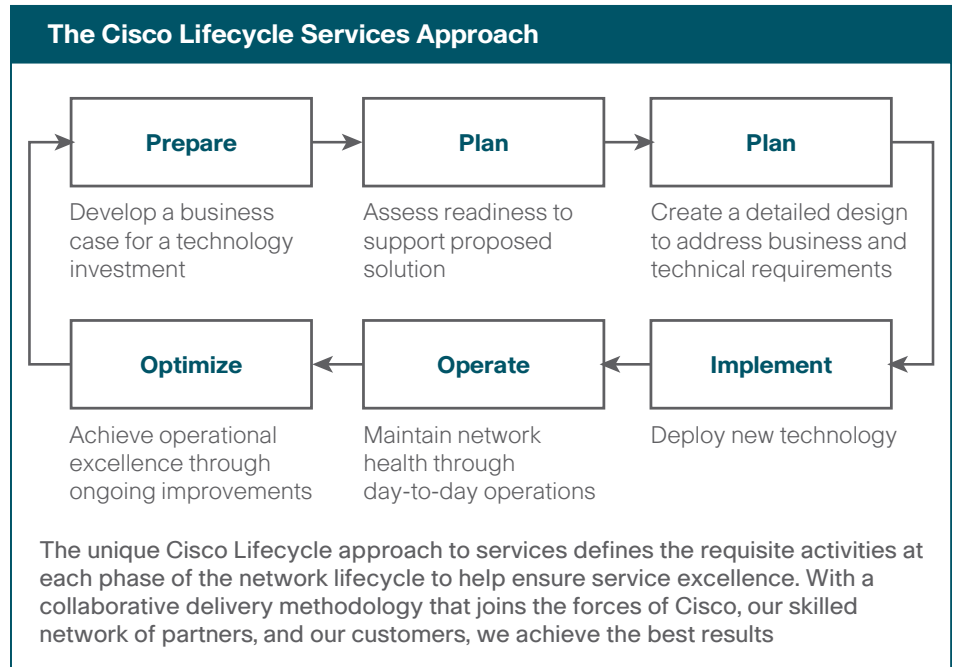 The Cisco Lifecycle Services Approach
Prepare
Develop a business
case for a technology
investment
Plan
Assess readiness to
support proposed
solution
Plan
Create a detailed design
to address business and
technical requirements
Optimize
Achieve operational
excellence through
ongoing improvements
Operate
Maintain network
health through
day-to-day operations
Implement
Deploy new technology
The unique Cisco Lifecycle approach to services defines the requisite activities at
each phase of the network lifecycle to help ensure service excellence. With a
collaborative delivery methodology that joins the forces of Cisco, our skilled
network of partners, and our customers, we achieve the best results